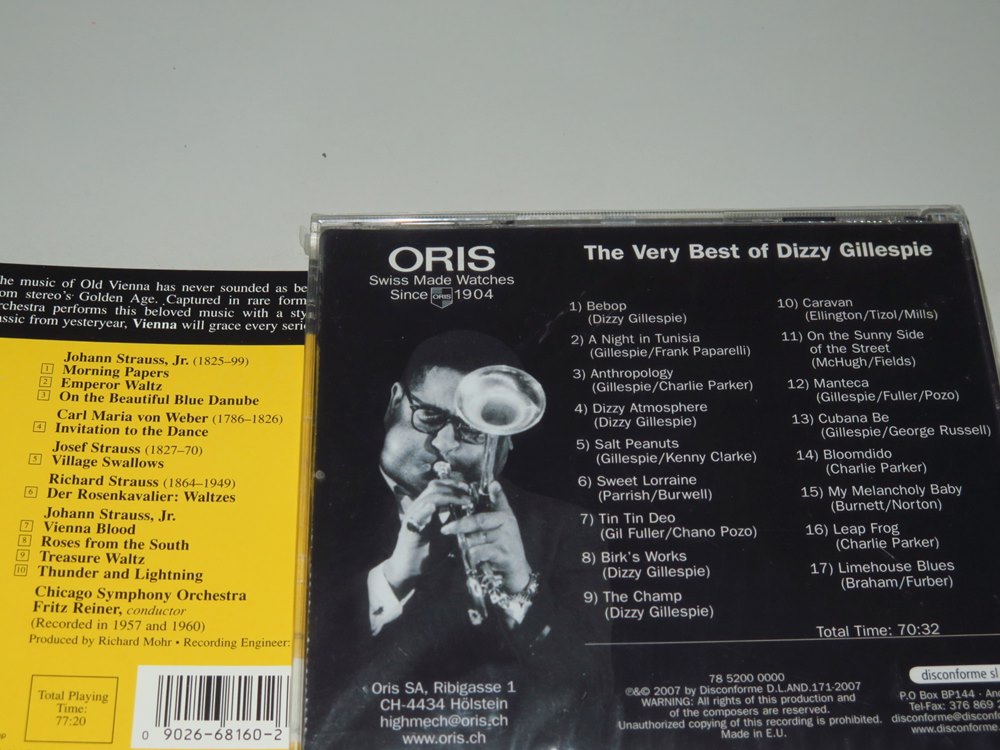 he music of Old Vienna has never sounded as
om stereo's Golden Age. Captured in rare form
rchestra performs this beloved music with a
assic from yesteryear, Vienna will grace every
Johann Strauss, Jr. (1825–99)
1 Morning Papers
2 Emperor Waltz
3 On the Beautiful Blue Danube
Carl Maria von Weber (1786–1826)
4 Invitation to the Dance
Josef Strauss (1827–70)
5 Village Swallows
Richard Strauss (1864–1949)
6 Der Rosenkavalier: Waltzes
Johann Strauss, Jr.
7 Vienna Blood
8 Roses from the South
9 Treasure Waltz
10 Thunder and Lightning
Chicago Symphony Orchestra
Fritz Reiner, conductor
(Recorded in 1957 and 1960)
Produced by Richard Mohr • Recording Engineer:
Total Playing
Time:
77:20
0 9026-68160-2
ORIS
Swiss Made Watches
Since ORIS 1904
Oris SA, Ribigasse 1
CH-4434 Hölstein
highmech@oris.ch
www.oris.ch
The Very Best of Dizzy Gillespie
1) Bebop
(Dizzy Gillespie)
2) A Night in Tunisia
(Gillespie/Frank Paparelli)
3) Anthropology
(Gillespie/Charlie Parker)
4) Dizzy Atmosphere
(Dizzy Gillespie)
5) Salt Peanuts
(Gillespie/Kenny Clarke)
6) Sweet Lorraine
(Parrish/Burwell)
7) Tin Tin Deo
(Gil Fuller/Chano Pozo)
8) Birk's Works
(Dizzy Gillespie)
9) The Champ
(Dizzy Gillespie)
10) Caravan
(Ellington/Tizol/Mills)
11) On the Sunny Side
of the Street
(McHugh/Fields)
12) Manteca
(Gillespie/Fuller/Pozo)
13) Cubana Be
(Gillespie/George Russell)
14) Bloomdido
(Charlie Parker)
15) My Melancholy Baby
(Burnett/Norton)
16) Leap Frog
(Charlie Parker)
17) Limehouse Blues
(Braham/Furber)
Total Time: 70:32
78 5200 0000
℗&© 2007 by Disconforme D.L.AND.171-2007
WARNING: All rights of this production and
of the composers are reserved.
Unauthorized copying of this recording is prohibited.
Made in E.U.
disconforme sl
P.O Box BP144 · An
Tel-Fax: 376 869 2
disconforme@disconf
www.disconforme